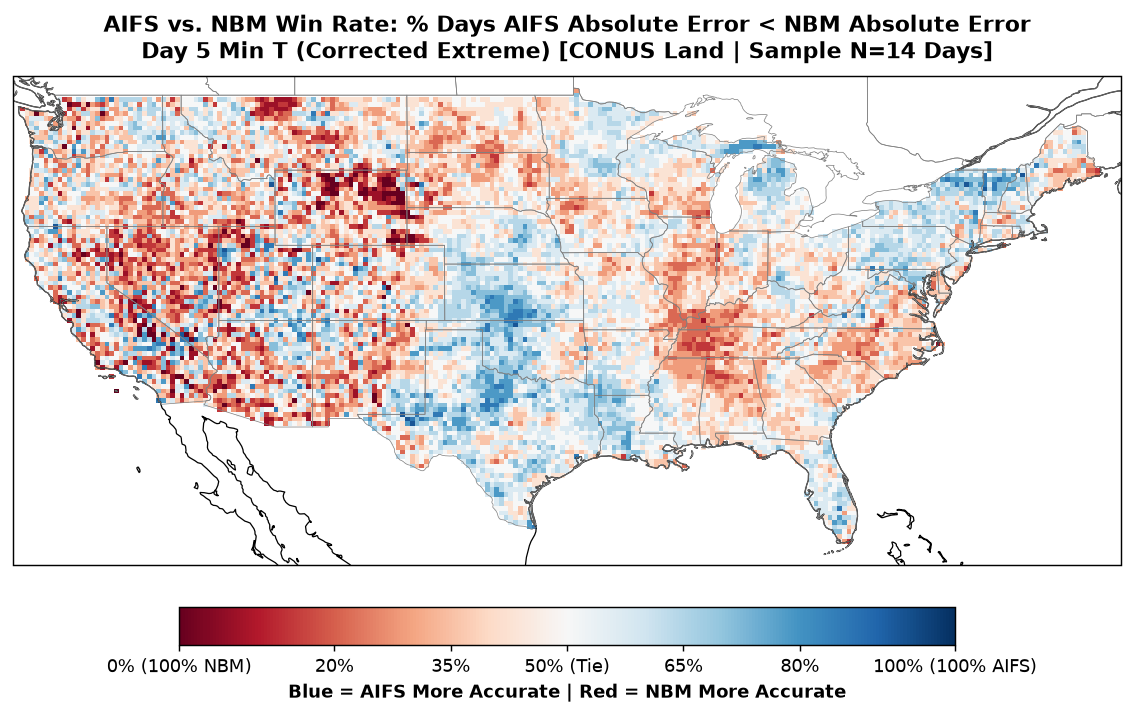 AIFS vs. NBM Win Rate: % Days AIFS Absolute Error < NBM Absolute Error
Day 5 Min T (Corrected Extreme) [CONUS Land | Sample N=14 Days]
0% (100% NBM) 20% 35% 50% (Tie) 65% 80% 100% (100% AIFS)
Blue = AIFS More Accurate | Red = NBM More Accurate